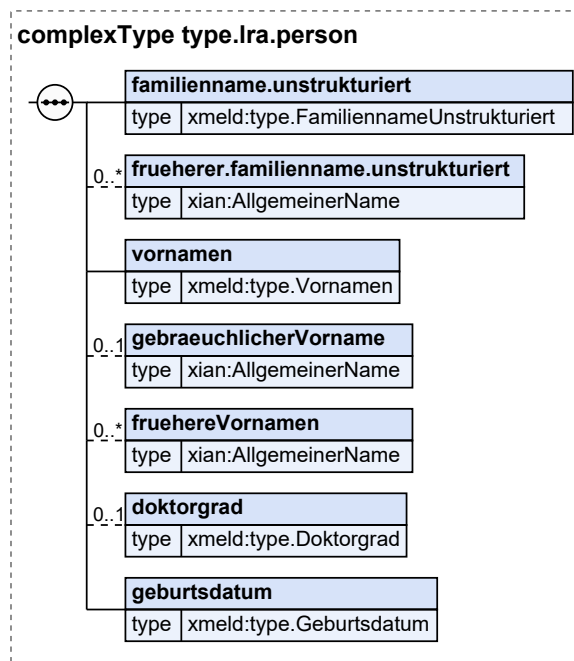 complexType type.lra.person
familienname.unstrukturiert
type xmeld:type.FamiliennameUnstrukturiert
0..* frueherer.familienname.unstrukturiert
type xian:AllgemeinerName
vornamen
type xmeld:type.Vornamen
0..1 gebraeuchlicherVorname
type xian:AllgemeinerName
0..* fruehereVornamen
type xian:AllgemeinerName
0..1 doktorgrad
type xmeld:type.Doktorgrad
geburtsdatum
type xmeld:type.Geburtsdatum